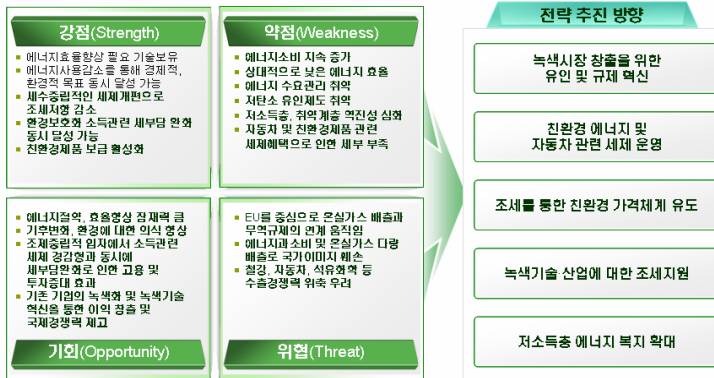 강점(Strength)
에너지효율향상 필요 기술보유
에너지사용감소를 통해 경제적,
환경적 목표 동시 달성 가능
세수중립적인 세제개편으로
조세저항 감소
환경보호화 소득관련 세부담 완화
동시 달성 가능
친환경제품 보급 활성화
약점(Weakness)
에너지소비 지속 증가
상대적으로 낮은 에너지 효율
에너지 수요관리 취약
저탄소 유인제도 취약
저소득층, 취약계층 역진성 심화
자동차 및 친환경제품 관련
세제혜택으로 인한 세부 부족
에너지절약, 효율향상 잠재력 큼
기후변화, 환경에 대한 의식 향상
조제중립적 입자에서 소득관련
세제 경감형과 동시에
세부담완화로 인한 고용 및
투자증대 효과
기존 기업의 녹색화 및 녹색기술
혁신을 통한 이익 창출 및
국제경쟁력 제고
기회(Opportunity)
EU를 중심으로 온실가스 배출과
무역규제의 연계 움직임
에너지과소비 및 온실가스 다량
배출로 국가이미지 훼손
철강, 자동차, 석유화학 등
수출경쟁력 위축 우려
위협(Threat)
전략 추진 방향
녹색시장 창출을 위한
유인 및 규제 혁신
친환경 에너지 및
자동차 관련 세제 운영
조세를 통한 친환경 가격체계 유도
녹색기술 산업에 대한 조세지원
저소득층 에너지 복지 확대